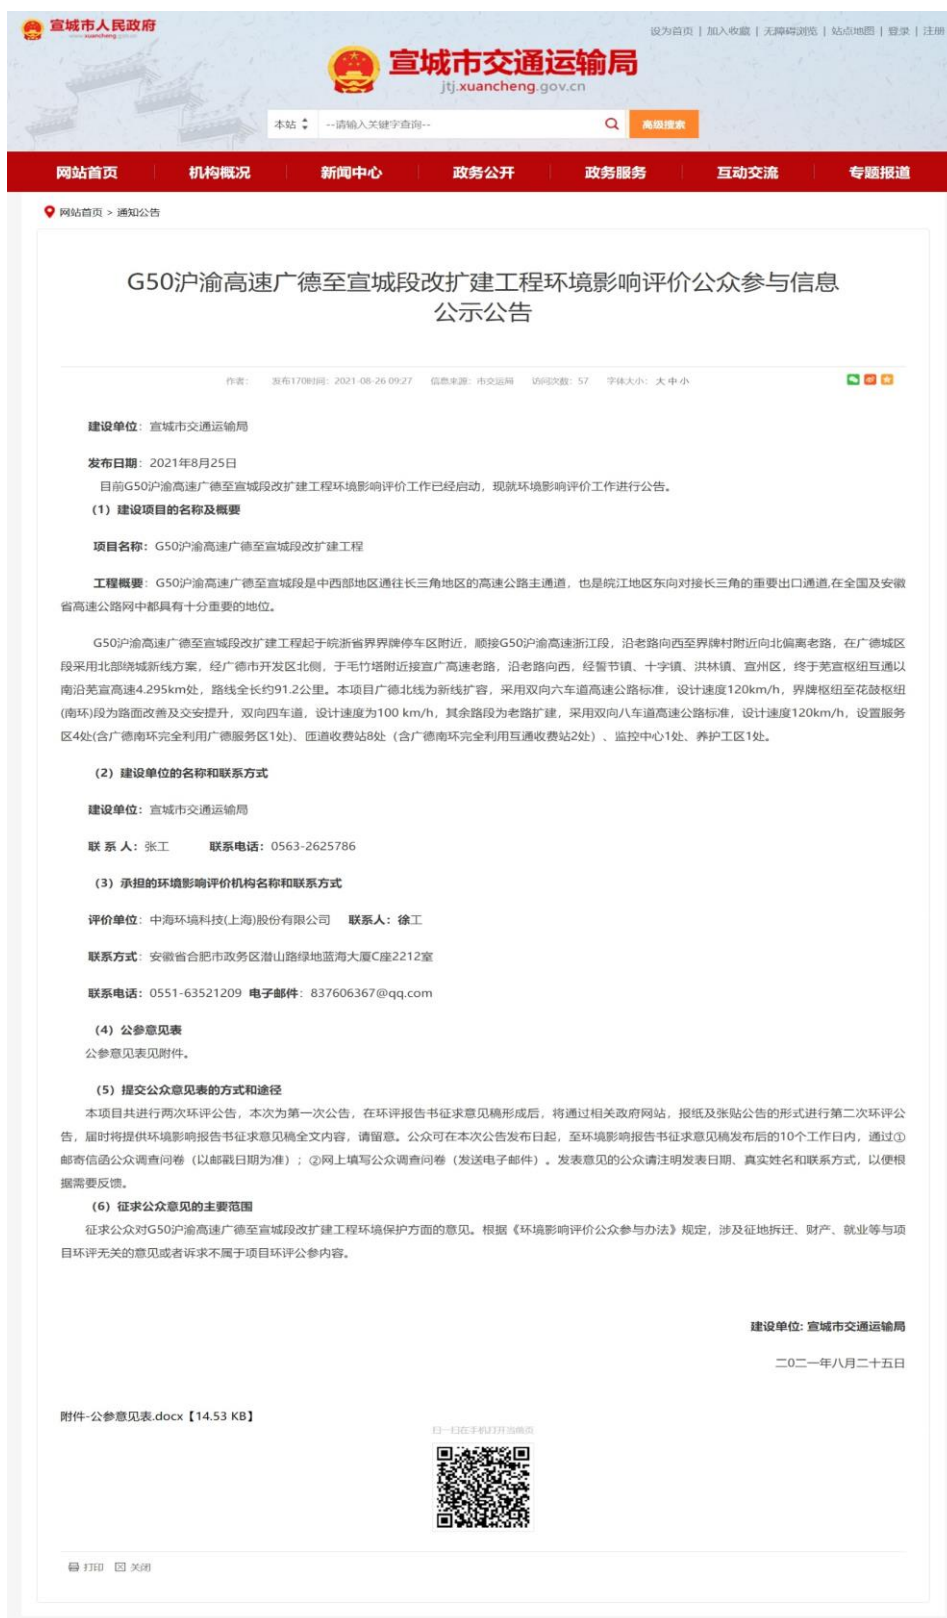 宣城市人民政府
www.xuancheng.gov.cn
设为首页 | 加入收藏 | 无障碍浏览 | 站点地图 | 登录 | 注册
宣城市交通运输局
jtj.xuancheng.gov.cn
本站 --请输入关键字查询-- 高级搜索
网站首页 机构概况 新闻中心 政务公开 政务服务 互动交流 专题报道
网站首页 > 通知公告
G50沪渝高速广德至宣城段改扩建工程环境影响评价公众参与信息
公示公告
作者： 发布170时间：2021-08-26 09:27 信息来源：市交运局 访问次数：57 字体大小：大 中 小
建设单位：宣城市交通运输局
发布日期：2021年8月25日
目前G50沪渝高速广德至宣城段改扩建工程环境影响评价工作已经启动，现就环境影响评价工作进行公告。
（1）建设项目的名称及概要
项目名称：G50沪渝高速广德至宣城段改扩建工程
工程概要：G50沪渝高速广德至宣城段是中西部地区通往长三角地区的高速公路主通道，也是皖江地区东向对接长三角的重要出口通道,在全国及安徽
省高速公路网中都具有十分重要的地位。
G50沪渝高速广德至宣城段改扩建工程起于皖浙省界界牌停车区附近，顺接G50沪渝高速浙江段，沿老路向西至界牌村附近向北偏离老路，在广德城区
段采用北部绕城新线方案，经广德市开发区北侧，于毛竹塔附近接宣广高速老路，沿老路向西，经誓节镇、十字镇、洪林镇、宣州区，终于芜宣枢纽互通以
南沿芜宣高速4.295km处，路线全长约91.2公里。本项目广德北线为新线扩容，采用双向六车道高速公路标准，设计速度120km/h，界牌枢纽至花鼓枢纽
(南环)段为路面改善及交安提升，双向四车道，设计速度为100 km/h，其余路段为老路扩建，采用双向八车道高速公路标准，设计速度120km/h，设置服务
区4处(含广德南环完全利用广德服务区1处)、匝道收费站8处（含广德南环完全利用互通收费站2处）、监控中心1处、养护工区1处。
（2）建设单位的名称和联系方式
建设单位：宣城市交通运输局
联 系 人：张工 联系电话：0563-2625786
（3）承担的环境影响评价机构名称和联系方式
评价单位：中海环境科技(上海)股份有限公司 联系人：徐工
联系方式：安徽省合肥市政务区潜山路绿地蓝海大厦C座2212室
联系电话：0551-63521209 电子邮件：837606367@qq.com
（4）公参意见表
公参意见表见附件。
（5）提交公众意见表的方式和途径
本项目共进行两次环评公告，本次为第一次公告，在环评报告书征求意见稿形成后，将通过相关政府网站，报纸及张贴公告的形式进行第二次环评公
告，届时将提供环境影响报告书征求意见稿全文内容，请留意。公众可在本次公告发布日起，至环境影响报告书征求意见稿发布后的10个工作日内，通过①
邮寄信函公众调查问卷（以邮戳日期为准）；②网上填写公众调查问卷（发送电子邮件）。发表意见的公众请注明发表日期、真实姓名和联系方式，以便根
据需要反馈。
（6）征求公众意见的主要范围
征求公众对G50沪渝高速广德至宣城段改扩建工程环境保护方面的意见。根据《环境影响评价公众参与办法》规定，涉及征地拆迁、财产、就业等与项
目环评无关的意见或者诉求不属于项目环评公参内容。
建设单位: 宣城市交通运输局
二〇二一年八月二十五日
附件-公参意见表.docx【14.53 KB】
扫一扫在手机打开当前页
打印 关闭